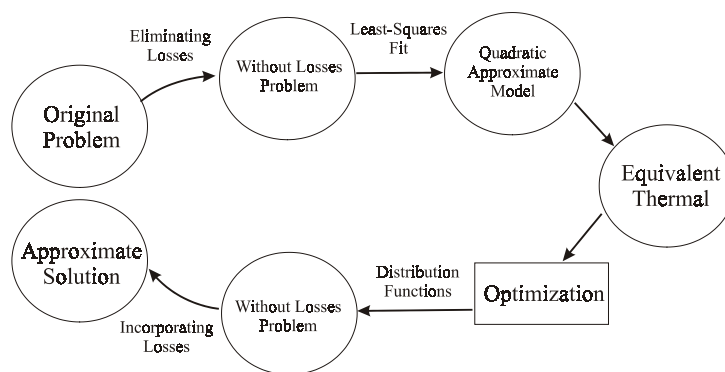 Eliminating
Losses
Least-Squares
Fit
Original
Problem
Without Losses
Problem
Quadratic
Approximate
Model
Equivalent
Thermal
Optimization
Distribution
Functions
Without Losses
Problem
Incorporating
Losses
Approximate
Solution